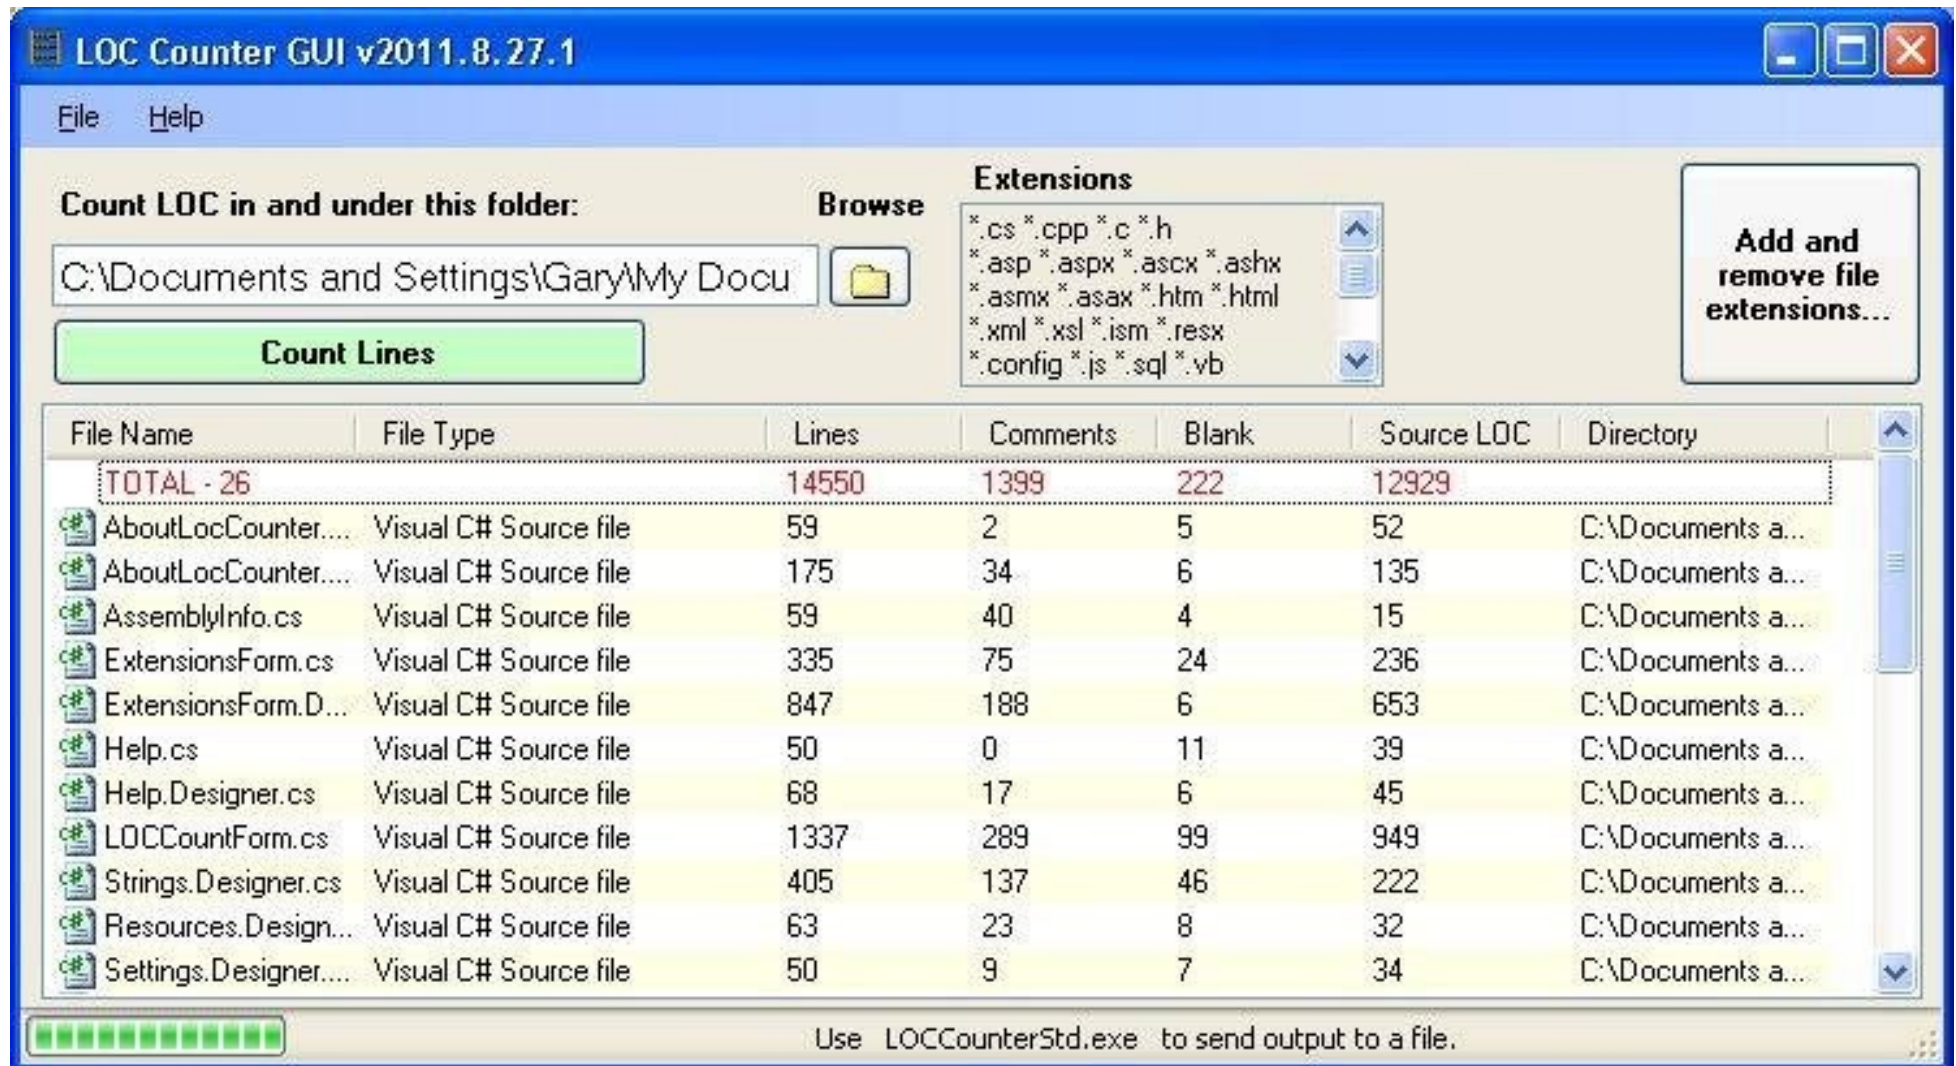 LOC Counter GUI v2011.8.27.1
File Help
Count LOC in and under this folder:
Browse
Extensions
C:\Documents and Settings\Gary\My Docu
*.cs *.cpp *.c *.h
*.asp *.aspx *.ascx *.ashx
*.asmx *.asax *.htm *.html
*.xml *.xsl *.ism *.resx
*.config *.js *.sql *.vb
Add and
remove file
extensions...
Count Lines
File Name File Type Lines Comments Blank Source LOC Directory
TOTAL - 26 14550 1399 222 12929
AboutLocCounter.... Visual C# Source file 59 2 5 52 C:\Documents a...
AboutLocCounter.... Visual C# Source file 175 34 6 135 C:\Documents a...
AssemblyInfo.cs Visual C# Source file 59 40 4 15 C:\Documents a...
ExtensionsForm.cs Visual C# Source file 335 75 24 236 C:\Documents a...
ExtensionsForm.D... Visual C# Source file 847 188 6 653 C:\Documents a...
Help.cs Visual C# Source file 50 0 11 39 C:\Documents a...
Help.Designer.cs Visual C# Source file 68 17 6 45 C:\Documents a...
LOCCountForm.cs Visual C# Source file 1337 289 99 949 C:\Documents a...
Strings.Designer.cs Visual C# Source file 405 137 46 222 C:\Documents a...
Resources.Design... Visual C# Source file 63 23 8 32 C:\Documents a...
Settings.Designer.... Visual C# Source file 50 9 7 34 C:\Documents a...
Use LOCCounterStd.exe to send output to a file.